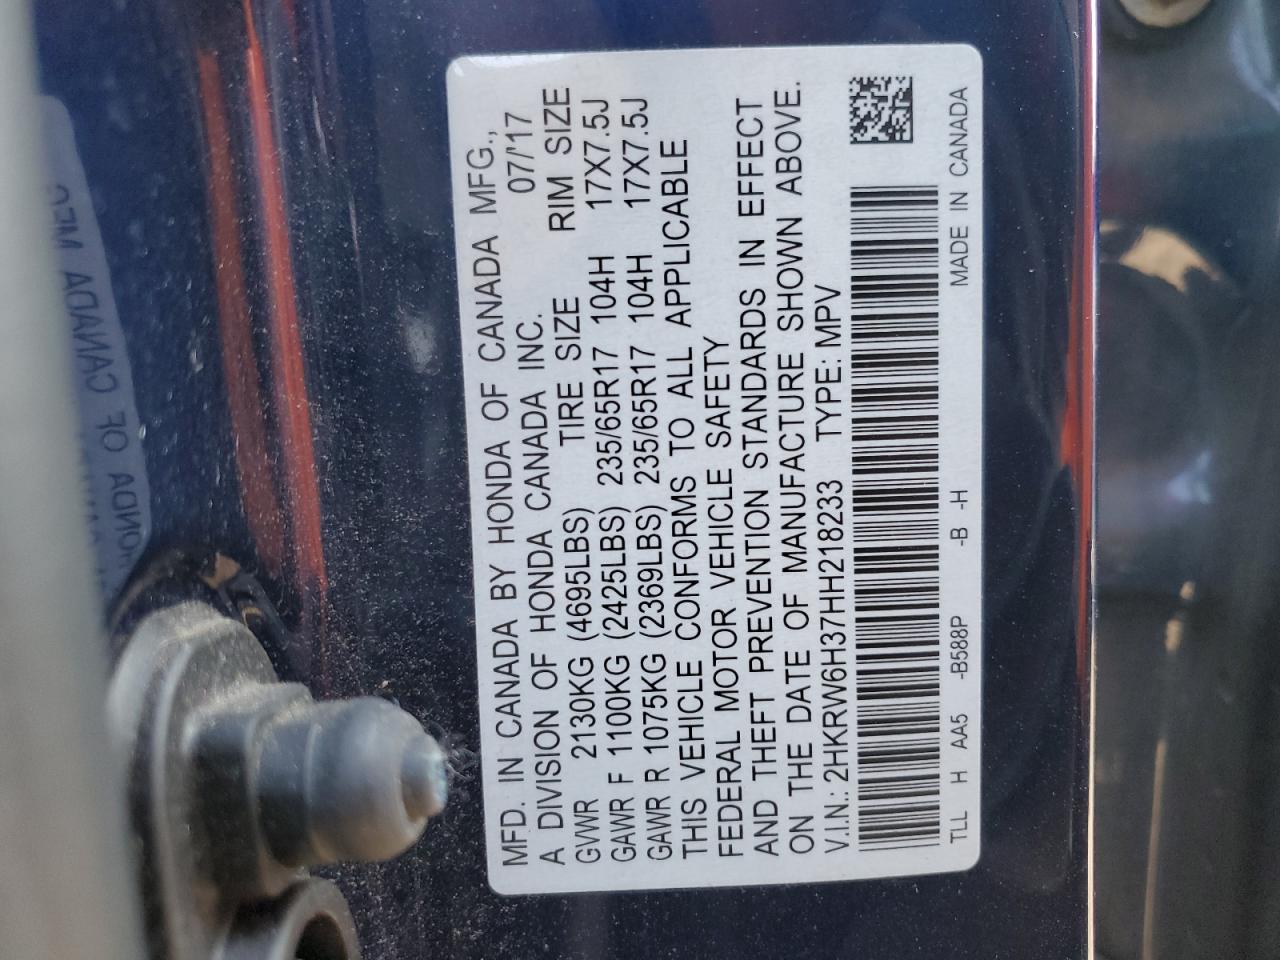 MFD. IN CANADA BY HONDA OF CANADA MFG.,
A DIVISION OF HONDA CANADA INC. 07/'17
GVWR 2130KG (4695LBS) TIRE SIZE RIM SIZE
GAWR F 1100KG (2425LBS) 235/65R17 104H 17X7.5J
GAWR R 1075KG (2369LBS) 235/65R17 104H 17X7.5J
THIS VEHICLE CONFORMS TO ALL APPLICABLE
FEDERAL MOTOR VEHICLE SAFETY
AND THEFT PREVENTION STANDARDS IN EFFECT
ON THE DATE OF MANUFACTURE SHOWN ABOVE.
V.I.N.: 2HKRW6H37HH218233 TYPE: MPV
TLL H AA5 -B588P -B -H MADE IN CANADA